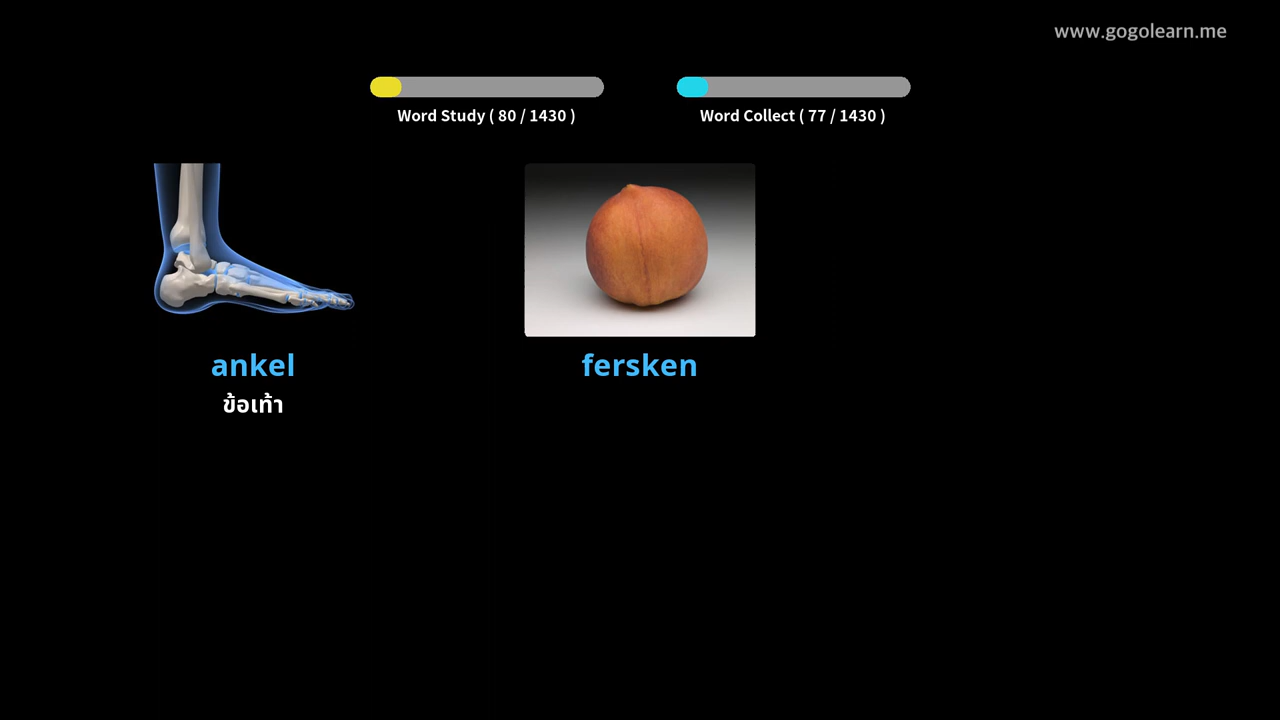 www.gogolearn.me
Word Study ( 80 / 1430 )
Word Collect ( 77 / 1430 )
ankel
ข้อเท้า
fersken